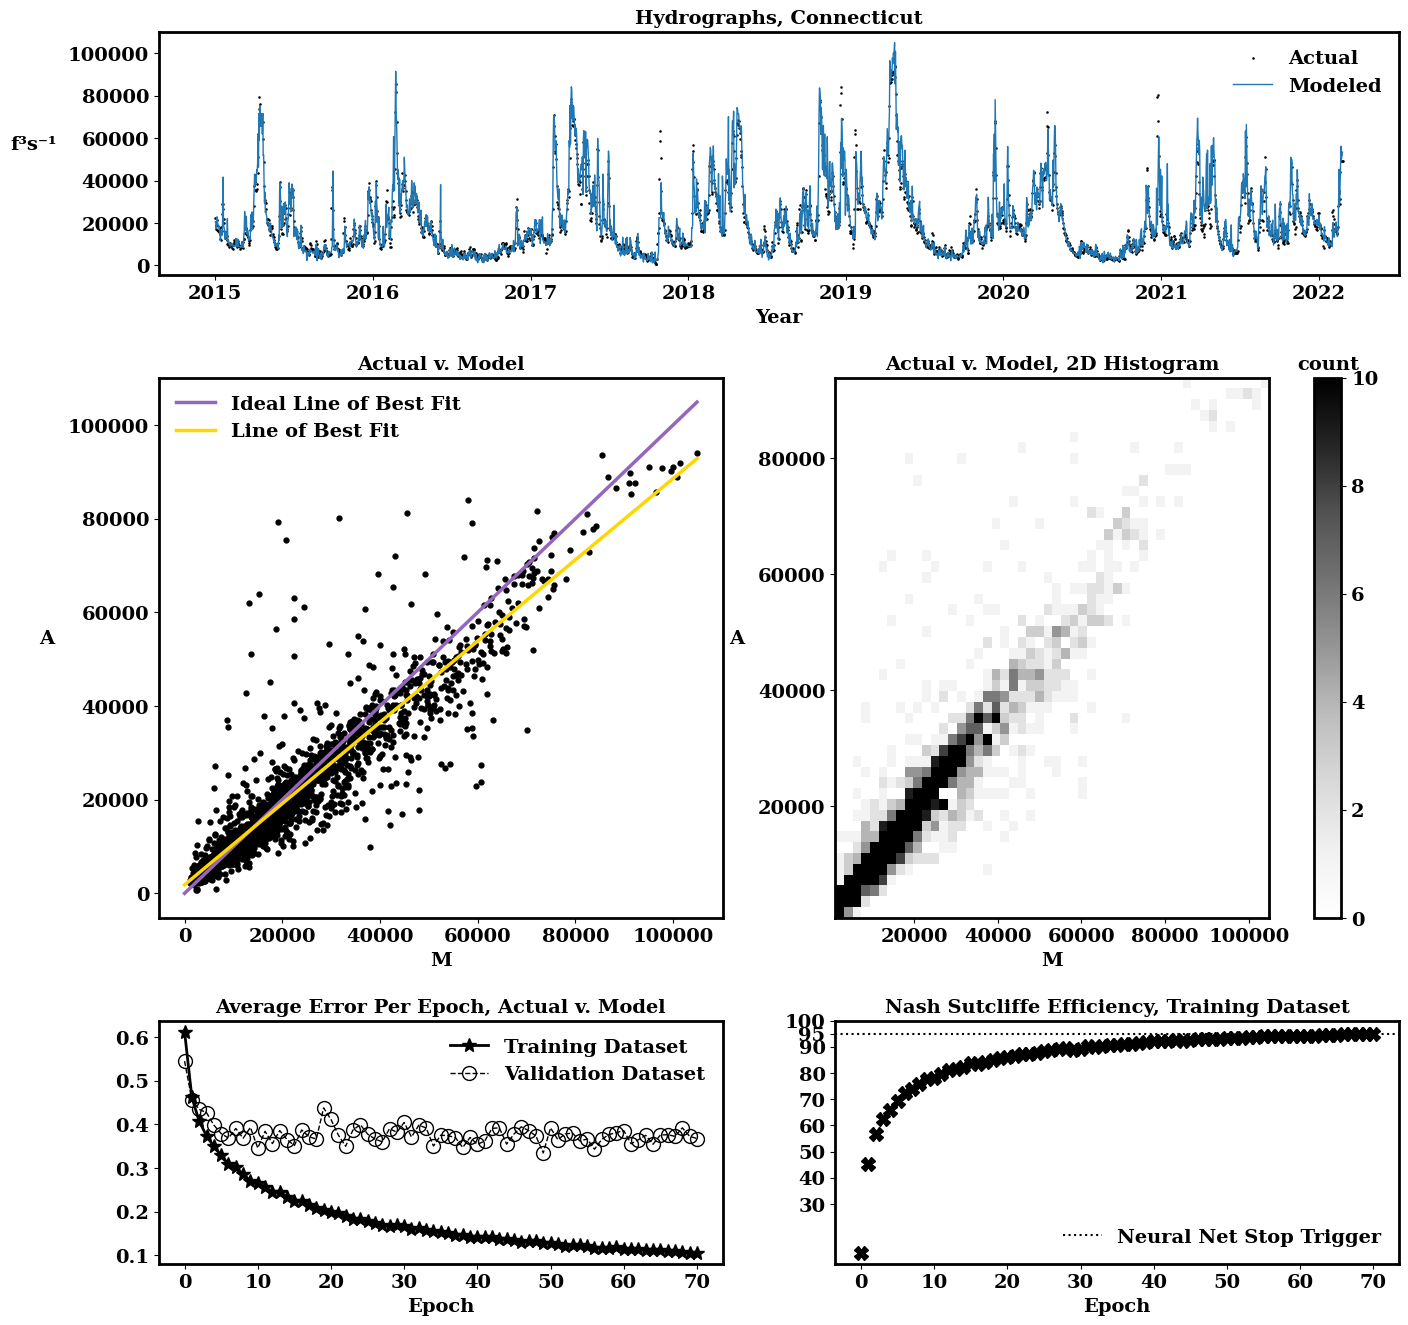 Hydrographs, Connecticut
100000
80000
60000
40000
20000
0
f³s⁻¹
Actual
Modeled
2015 2016 2017 2018 2019 2020 2021 2022
Year
Actual v. Model
Ideal Line of Best Fit
Line of Best Fit
100000
80000
60000
40000
20000
0
A
0 20000 40000 60000 80000 100000
M
Actual v. Model, 2D Histogram
80000
60000
40000
20000
A
20000 40000 60000 80000 100000
M
count
10
8
6
4
2
0
Average Error Per Epoch, Actual v. Model
Training Dataset
Validation Dataset
0.6
0.5
0.4
0.3
0.2
0.1
0 10 20 30 40 50 60 70
Epoch
Nash Sutcliffe Efficiency, Training Dataset
100
95
90
80
70
60
50
40
30
Neural Net Stop Trigger
0 10 20 30 40 50 60 70
Epoch